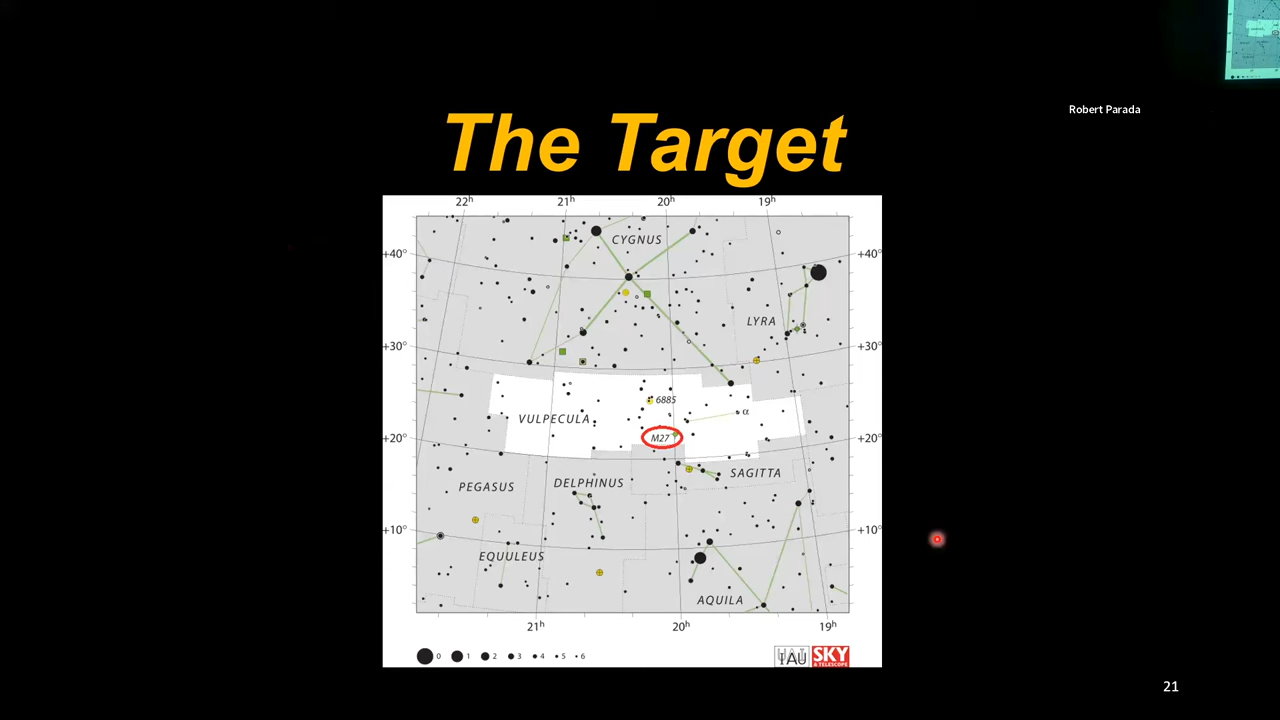 Robert Parada
The Target
22h 21h 20h 19h
CYGNUS
+40° +40°
LYRA
+30° +30°
6885
VULPECULA α
M27
+20° +20°
SAGITTA
PEGASUS DELPHINUS
+10° +10°
EQUULEUS
AQUILA
21h 20h 19h
0 1 2 3 4 5 6
IAU SKY
& TELESCOPE
21